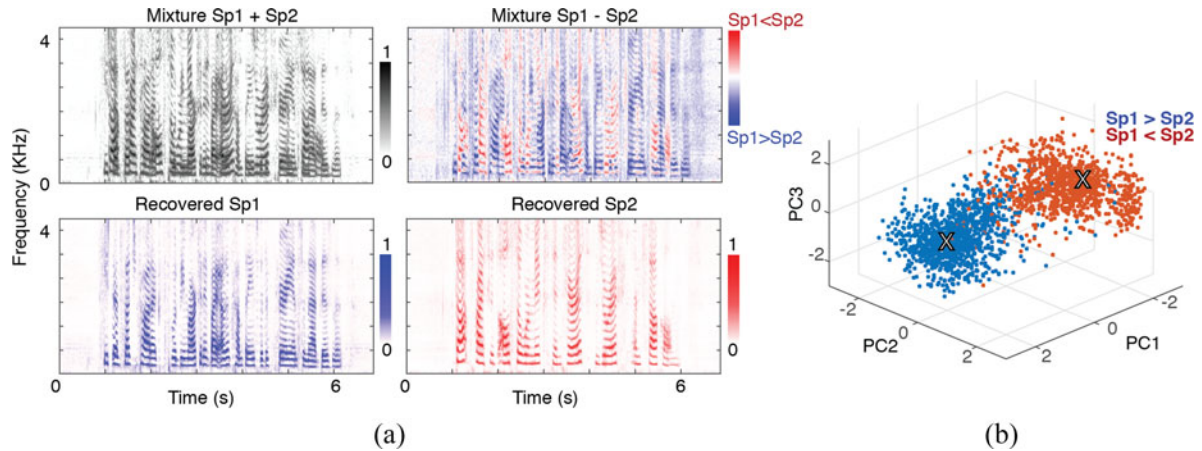 Mixture Sp1 + Sp2
Mixture Sp1 - Sp2
Sp1<Sp2
4
1
0
0
Sp1>Sp2
Frequency (KHz)
Recovered Sp1
Recovered Sp2
4
1
0
1
0
0
6
0
6
Time (s)
Time (s)
(a)
Sp1 > Sp2
Sp1 < Sp2
X
X
PC3
2
0
-2
-2
0
2
PC2
-2
0
2
PC1
(b)